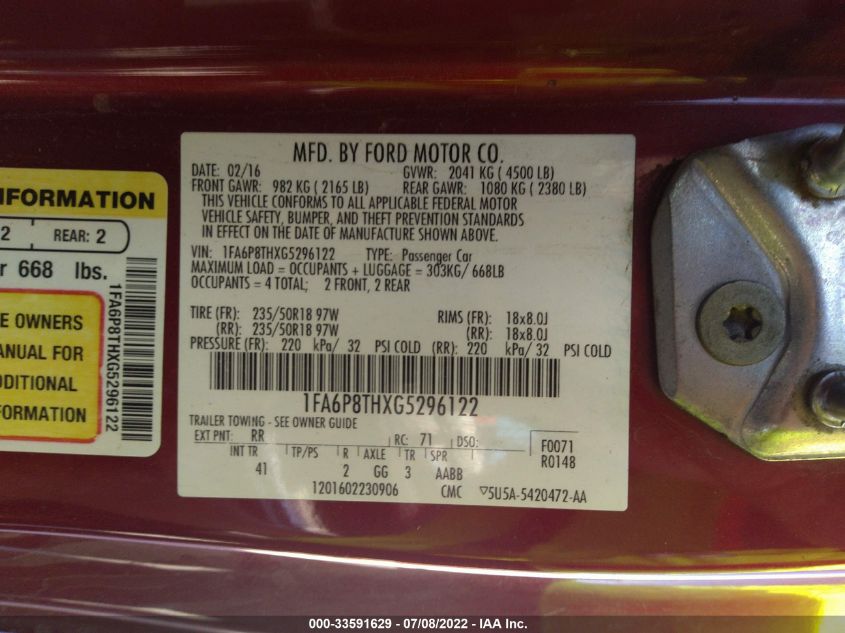 INFORMATION
2 REAR: 2
r 668 lbs.
E OWNERS
ANUAL FOR
DDITIONAL
FORMATION
1FA6P8THXG5296122
MFD. BY FORD MOTOR CO.
DATE: 02/16 GVWR: 2041 KG ( 4500 LB)
FRONT GAWR: 982 KG ( 2165 LB) REAR GAWR: 1080 KG ( 2380 LB)
THIS VEHICLE CONFORMS TO ALL APPLICABLE FEDERAL MOTOR
VEHICLE SAFETY, BUMPER, AND THEFT PREVENTION STANDARDS
IN EFFECT ON THE DATE OF MANUFACTURE SHOWN ABOVE.
VIN: 1FA6P8THXG5296122 TYPE: Passenger Car
MAXIMUM LOAD = OCCUPANTS + LUGGAGE = 303KG/ 668LB
OCCUPANTS = 4 TOTAL; 2 FRONT, 2 REAR
TIRE (FR): 235/50R18 97W RIMS (FR): 18x8.0J
(RR): 235/50R18 97W (RR): 18x8.0J
PRESSURE (FR): 220 kPa/ 32 PSI COLD (RR): 220 kPa/ 32 PSI COLD
1FA6P8THXG5296122
TRAILER TOWING - SEE OWNER GUIDE
EXT PNT: RR RC: 71 DSO: F0071
INT TR TP/PS R AXLE TR SPR R0148
41 2 GG 3 AABB
1201602230906 CMC 5U5A-5420472-AA
000-33591629 - 07/08/2022 - IAA Inc.